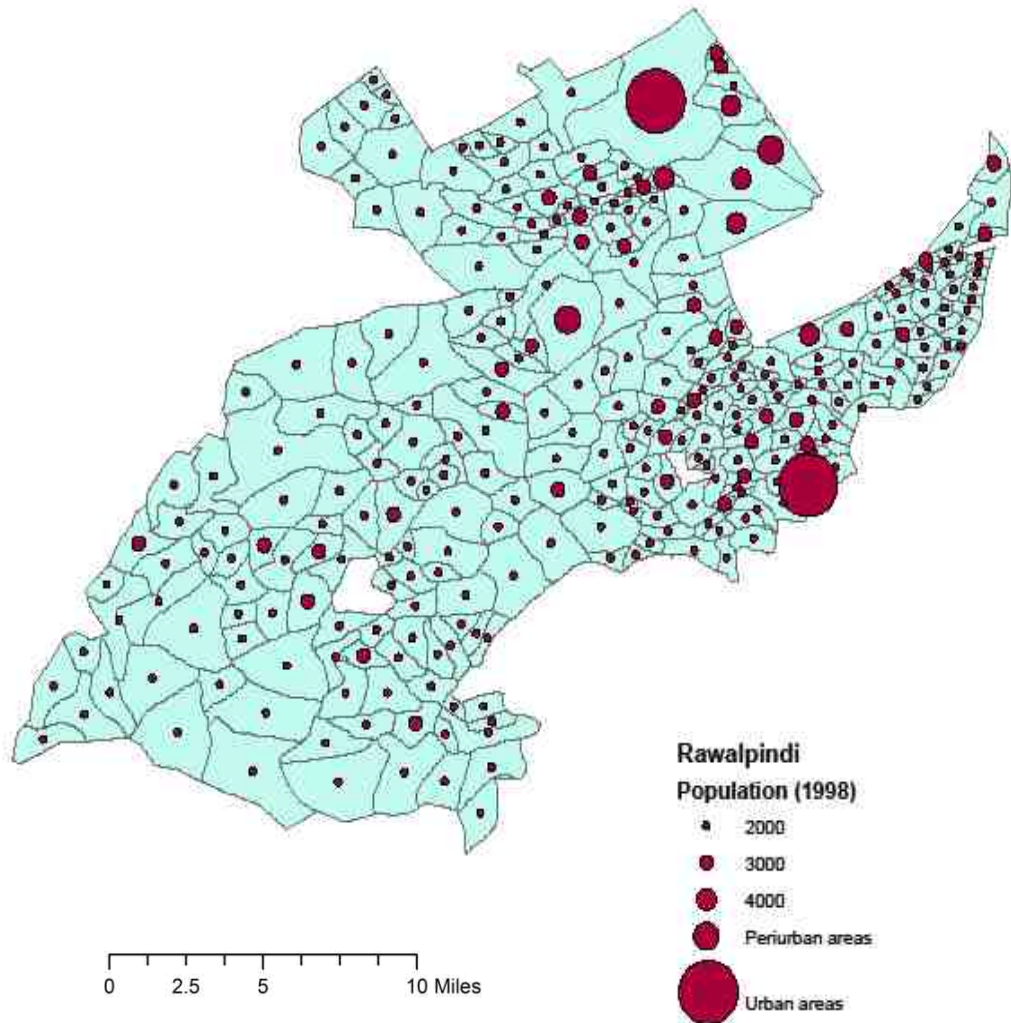 Rawalpindi
Population (1998)
2000
3000
4000
Periurban areas
Urban areas
0 2.5 5 10 Miles